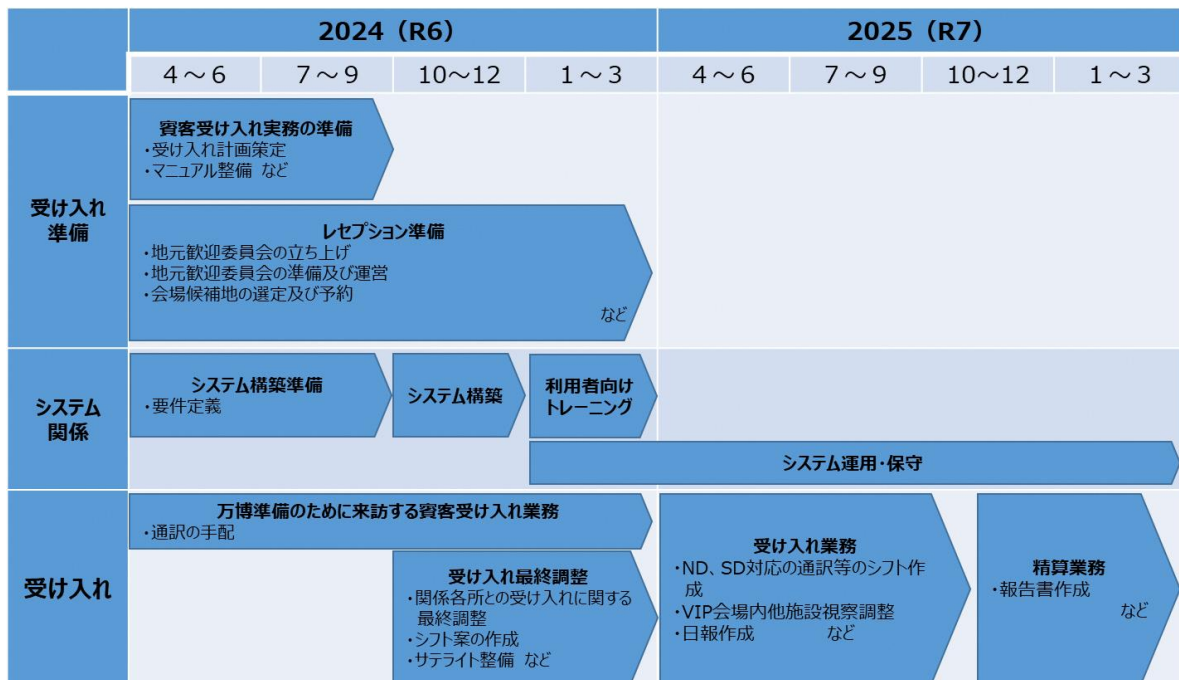 2024（R6）
2025（R7）
4～6
7～9
10～12
1～3
4～6
7～9
10～12
1～3
受け入れ
準備
賓客受け入れ実務の準備
・受け入れ計画策定
・マニュアル整備 など
レセプション準備
・地元歓迎委員会の立ち上げ
・地元歓迎委員会の準備及び運営
・会場候補地の選定及び予約
など
システム
関係
システム構築準備
・要件定義
システム構築
利用者向け
トレーニング
システム運用・保守
受け入れ
万博準備のために来訪する賓客受け入れ業務
・通訳の手配
受け入れ最終調整
・関係各所との受け入れに関する
最終調整
・シフト案の作成
・サテライト整備 など
受け入れ業務
・ND、SD対応の通訳等のシフト作
成
・VIP会場内他施設視察調整
・日報作成 など
精算業務
・報告書作成
など